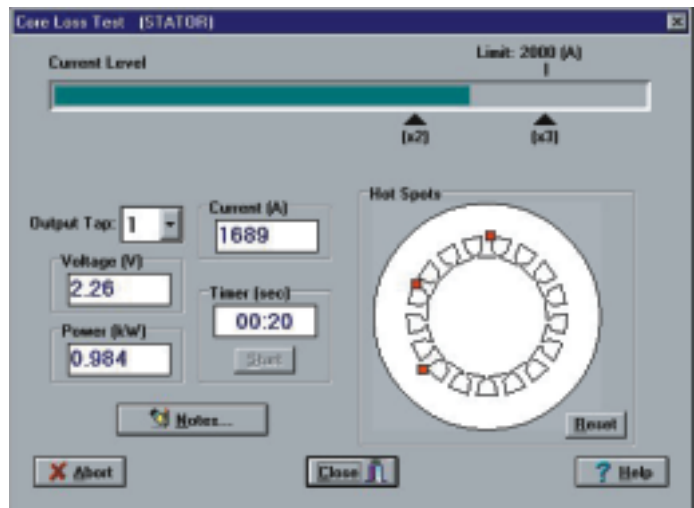 Core Loss Test (STATOR)
Current Level
Limit: 2000 (A)
(x2)
(x3)
Output Tap: 1
Current (A)
1689
Hot Spots
Voltage (V)
2.26
Timer (sec)
00:20
Power (kW)
0.984
Start
Notes...
Reset
Abort
Close
Help